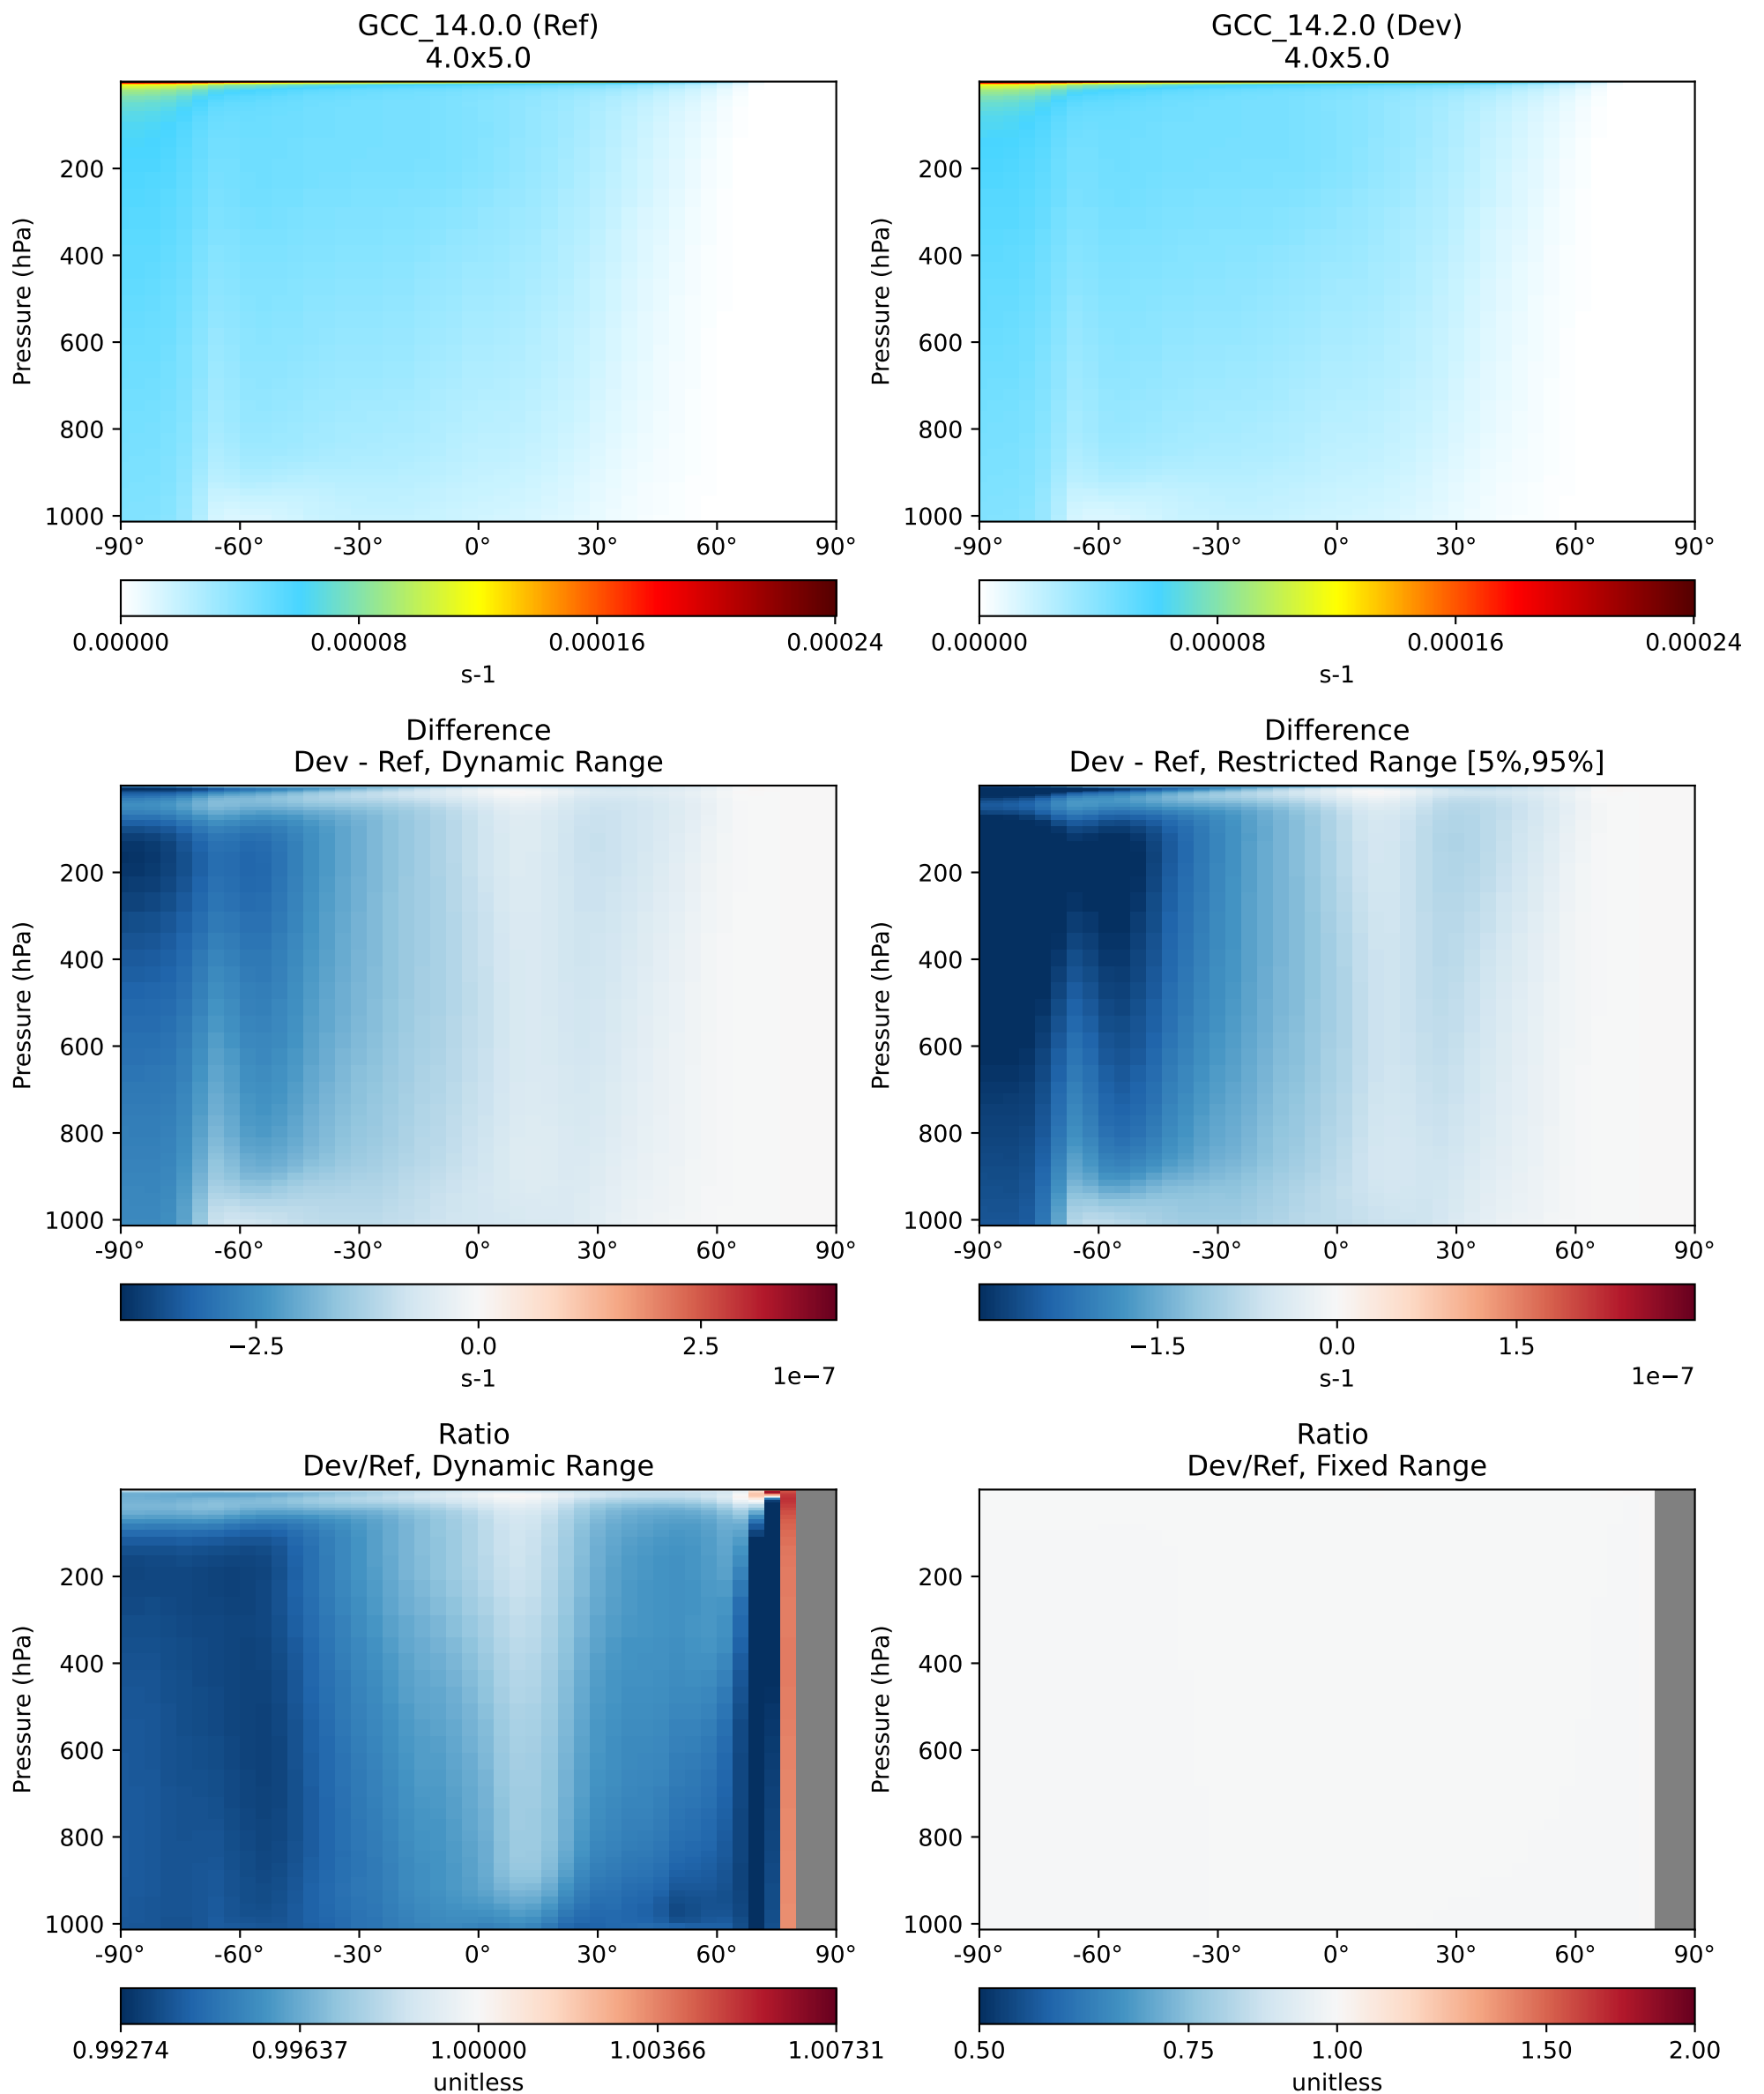 GCC_14.0.0 (Ref)
4.0x5.0
GCC_14.2.0 (Dev)
4.0x5.0
Pressure (hPa)
200
400
600
800
1000
-90° -60° -30° 0° 30° 60° 90°
0.00000 0.00008 0.00016 0.00024
s-1
Pressure (hPa)
200
400
600
800
1000
-90° -60° -30° 0° 30° 60° 90°
0.00000 0.00008 0.00016 0.00024
s-1
Difference
Dev - Ref, Dynamic Range
Pressure (hPa)
200
400
600
800
1000
-90° -60° -30° 0° 30° 60° 90°
−2.5 0.0 2.5
s-1
1e−7
Difference
Dev - Ref, Restricted Range [5%,95%]
Pressure (hPa)
200
400
600
800
1000
-90° -60° -30° 0° 30° 60° 90°
−1.5 0.0 1.5
s-1
1e−7
Ratio
Dev/Ref, Dynamic Range
Pressure (hPa)
200
400
600
800
1000
-90° -60° -30° 0° 30° 60° 90°
0.99274 0.99637 1.00000 1.00366 1.00731
unitless
Ratio
Dev/Ref, Fixed Range
Pressure (hPa)
200
400
600
800
1000
-90° -60° -30° 0° 30° 60° 90°
0.50 0.75 1.00 1.50 2.00
unitless